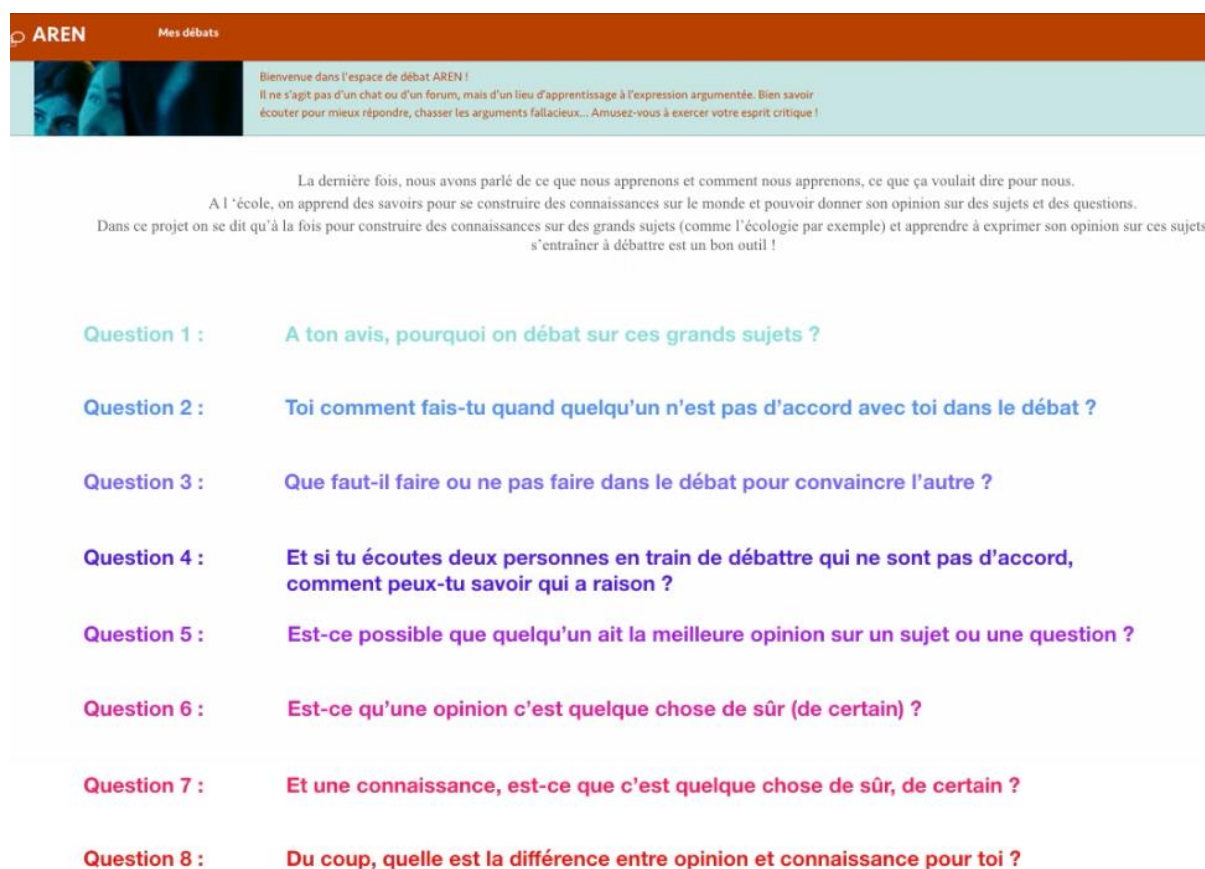 AREN Mes débats
Bienvenue dans l'espace de débat AREN !
Il ne s'agit pas d'un chat ou d'un forum, mais d'un lieu d'apprentissage à l'expression argumentée. Bien savoir
écouter pour mieux répondre, chasser les arguments fallacieux... Amusez-vous à exercer votre esprit critique !
La dernière fois, nous avons parlé de ce que nous apprenons et comment nous apprenons, ce que ça voulait dire pour nous.
A l ‘école, on apprend des savoirs pour se construire des connaissances sur le monde et pouvoir donner son opinion sur des sujets et des questions.
Dans ce projet on se dit qu’à la fois pour construire des connaissances sur des grands sujets (comme l’écologie par exemple) et apprendre à exprimer son opinion sur ces sujets
s’entraîner à débattre est un bon outil !
Question 1 : A ton avis, pourquoi on débat sur ces grands sujets ?
Question 2 : Toi comment fais-tu quand quelqu’un n’est pas d’accord avec toi dans le débat ?
Question 3 : Que faut-il faire ou ne pas faire dans le débat pour convaincre l’autre ?
Question 4 : Et si tu écoutes deux personnes en train de débattre qui ne sont pas d’accord,
comment peux-tu savoir qui a raison ?
Question 5 : Est-ce possible que quelqu’un ait la meilleure opinion sur un sujet ou une question ?
Question 6 : Est-ce qu’une opinion c’est quelque chose de sûr (de certain) ?
Question 7 : Et une connaissance, est-ce que c’est quelque chose de sûr, de certain ?
Question 8 : Du coup, quelle est la différence entre opinion et connaissance pour toi ?